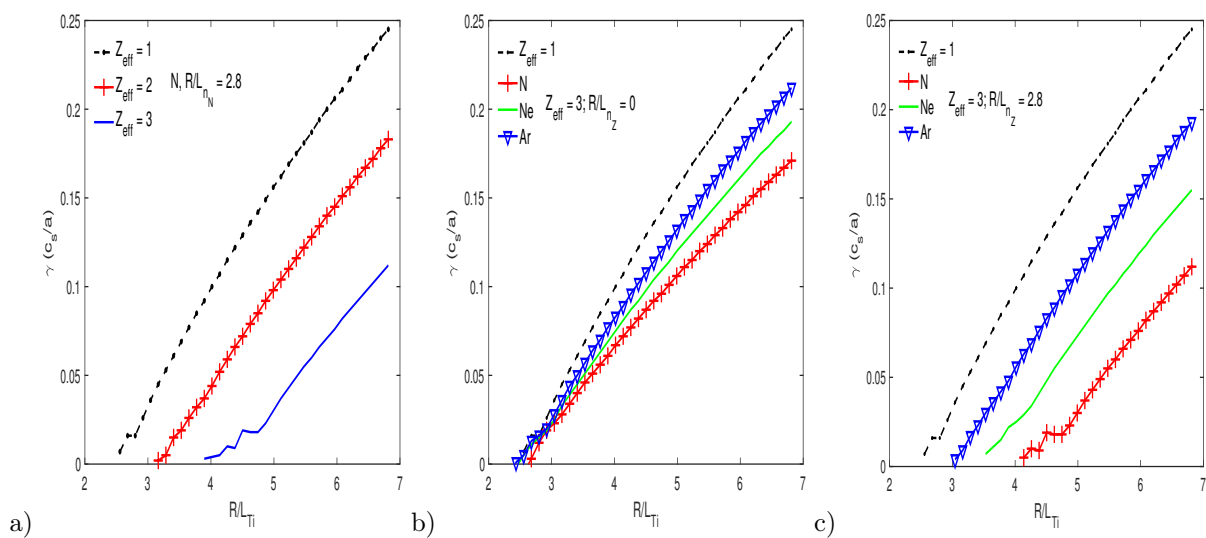 0.25
0.2
0.15
0.1
0.05
0
γ (c_s/a)
Z_eff = 1
Z_eff = 2
Z_eff = 3
N, R/L_n_N = 2.8
2 3 4 5 6 7
R/L_Ti
a)
0.25
0.2
0.15
0.1
0.05
0
γ (c_s/a)
Z_eff = 1
N
Ne
Ar
Z_eff = 3; R/L_n_Z = 0
2 3 4 5 6 7
R/L_Ti
b)
0.25
0.2
0.15
0.1
0.05
0
γ (c_s/a)
Z_eff = 1
N
Ne
Ar
Z_eff = 3; R/L_n_Z = 2.8
2 3 4 5 6 7
R/L_Ti
c)